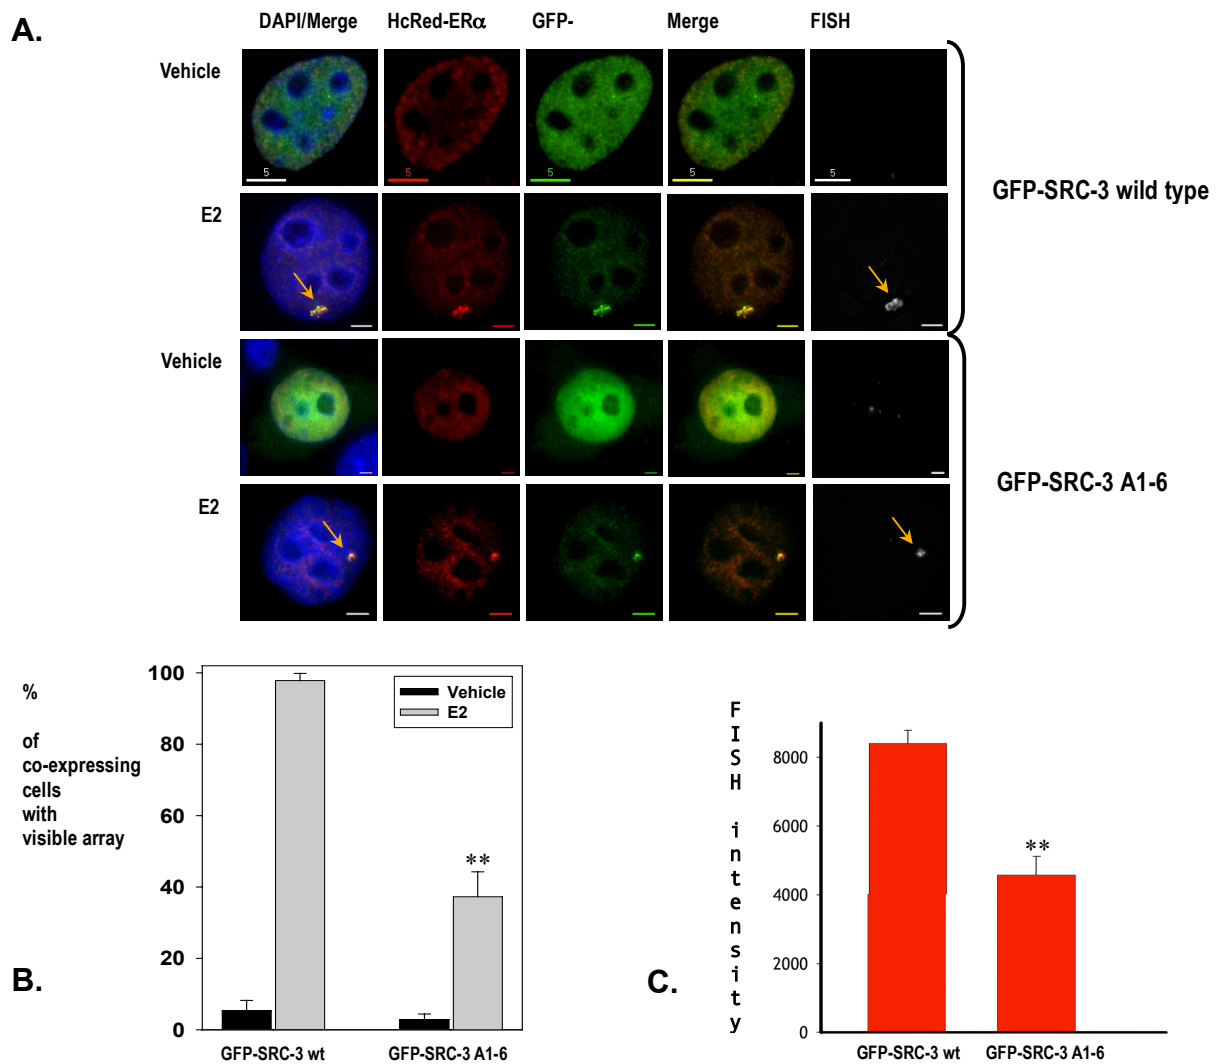 A.
DAPI/Merge HcRed-ERα GFP- Merge FISH
Vehicle
5 5 5 5 5
GFP-SRC-3 wild type
E2
Vehicle
GFP-SRC-3 A1-6
E2
B.
%
of
co-expressing
cells
with
visible array
100
80
60
40
20
0
Vehicle
E2
**
GFP-SRC-3 wt GFP-SRC-3 A1-6
C.
FISH intensity
8000
6000
4000
2000
0
**
GFP-SRC-3 wt GFP-SRC-3 A1-6